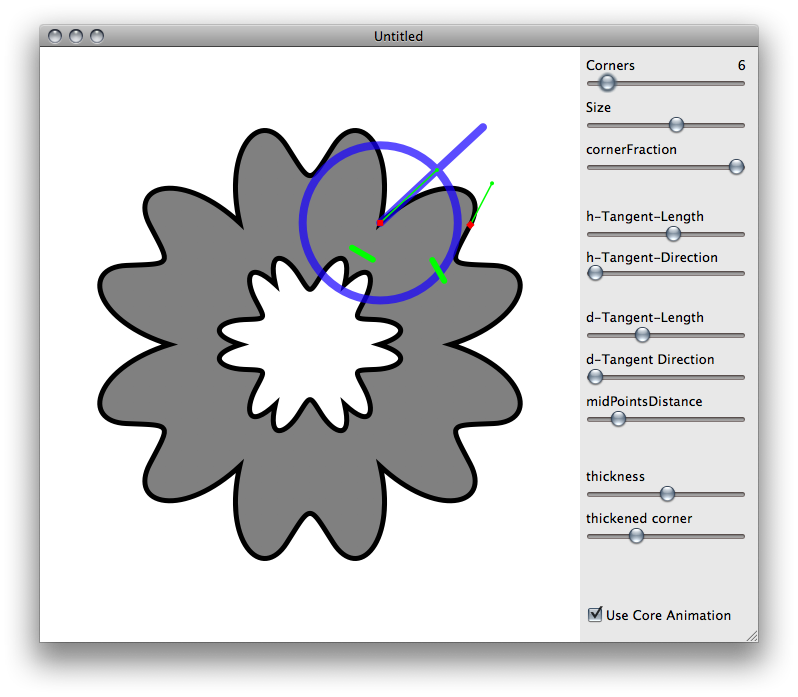 Untitled
Corners 6
Size
cornerFraction
h-Tangent-Length
h-Tangent-Direction
d-Tangent-Length
d-Tangent Direction
midPointsDistance
thickness
thickened corner
Use Core Animation